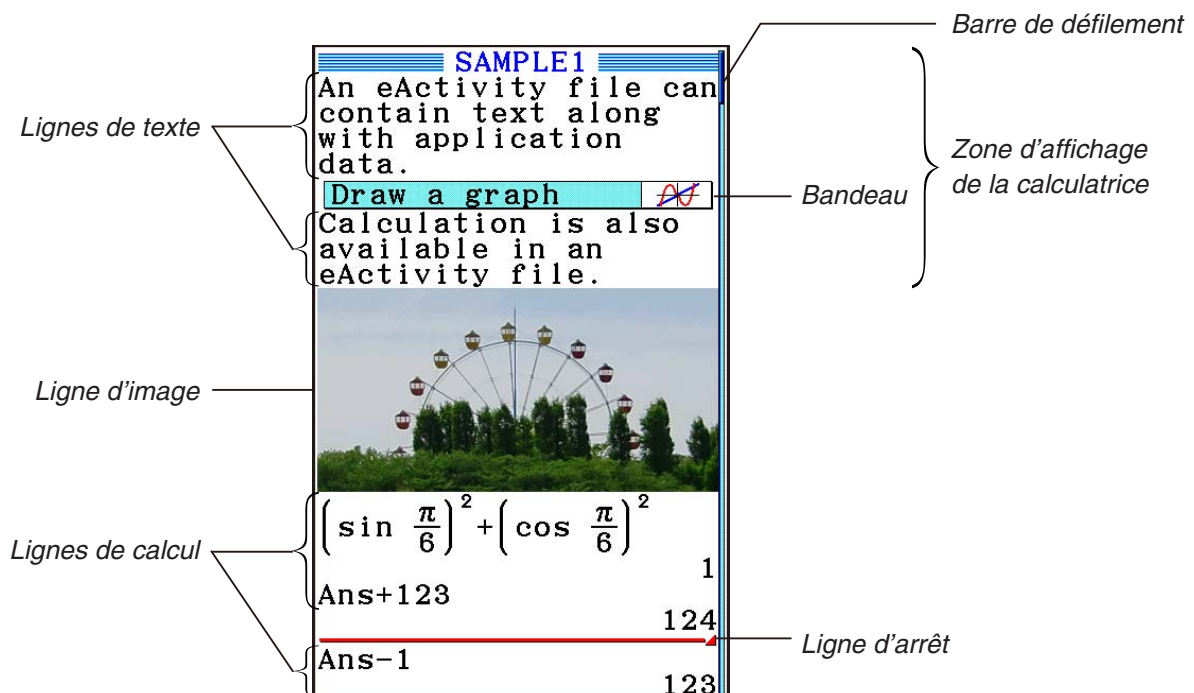 Barre de défilement
SAMPLE1
An eActivity file can
contain text along
with application
data.
Lignes de texte
Zone d'affichage
de la calculatrice
Draw a graph
Bandeau
Calculation is also
available in an
eActivity file.
Ligne d'image
(sin π/6)²+(cos π/6)²
1
Lignes de calcul
Ans+123
124
Ligne d'arrêt
Ans−1
123